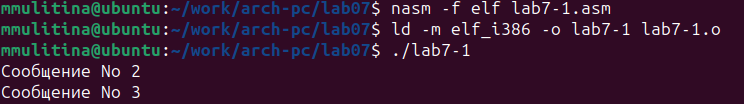 mmulitina@ubuntu:~/work/arch-pc/lab07$ nasm -f elf lab7-1.asm
mmulitina@ubuntu:~/work/arch-pc/lab07$ ld -m elf_i386 -o lab7-1 lab7-1.o
mmulitina@ubuntu:~/work/arch-pc/lab07$ ./lab7-1
Сообщение No 2
Сообщение No 3